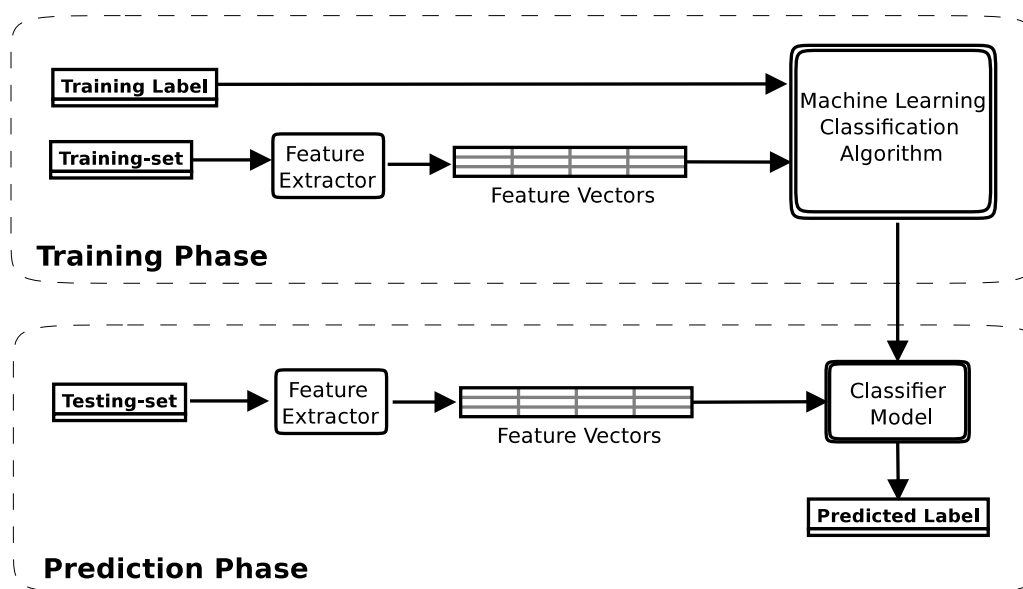 Training Label
Machine Learning
Classification
Algorithm
Training-set
Feature
Extractor
Feature Vectors
Training Phase
Testing-set
Feature
Extractor
Feature Vectors
Classifier
Model
Predicted Label
Prediction Phase